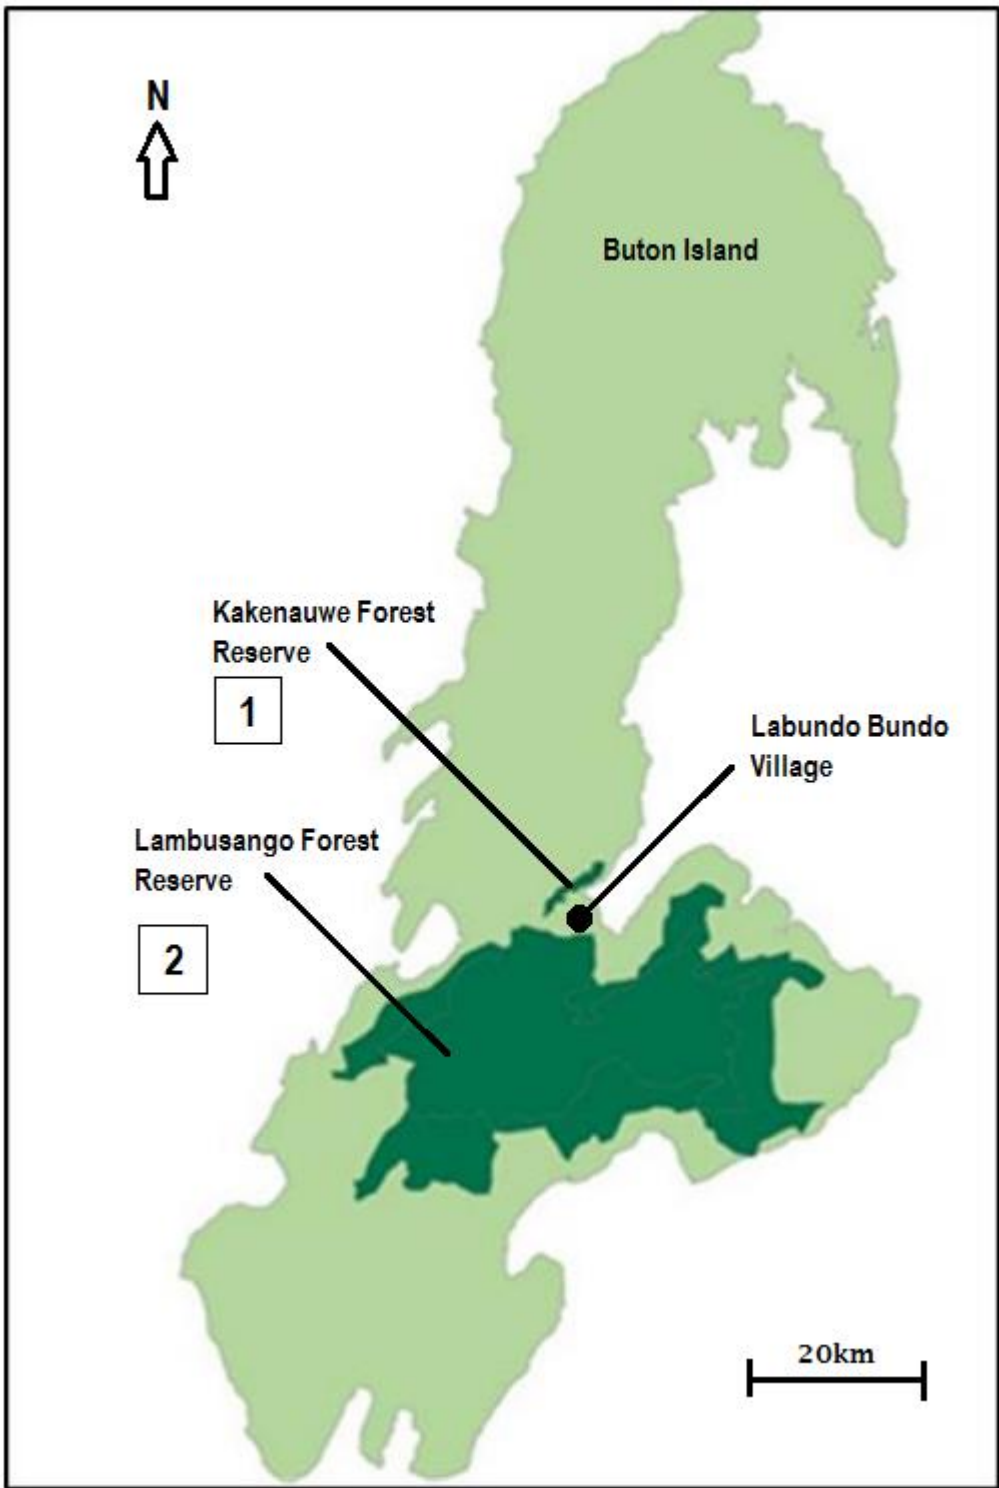 N
Buton Island
Kakenauwe Forest
Reserve
1
Labundo Bundo
Village
Lambusango Forest
Reserve
2
20km